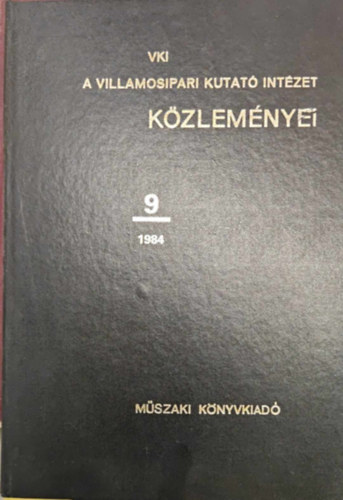 VKI
A VILLAMOSIPARI KUTATÓ INTÉZET
KÖZLEMÉNYEI
9
1984
MŰSZAKI KÖNYVKIADÓ